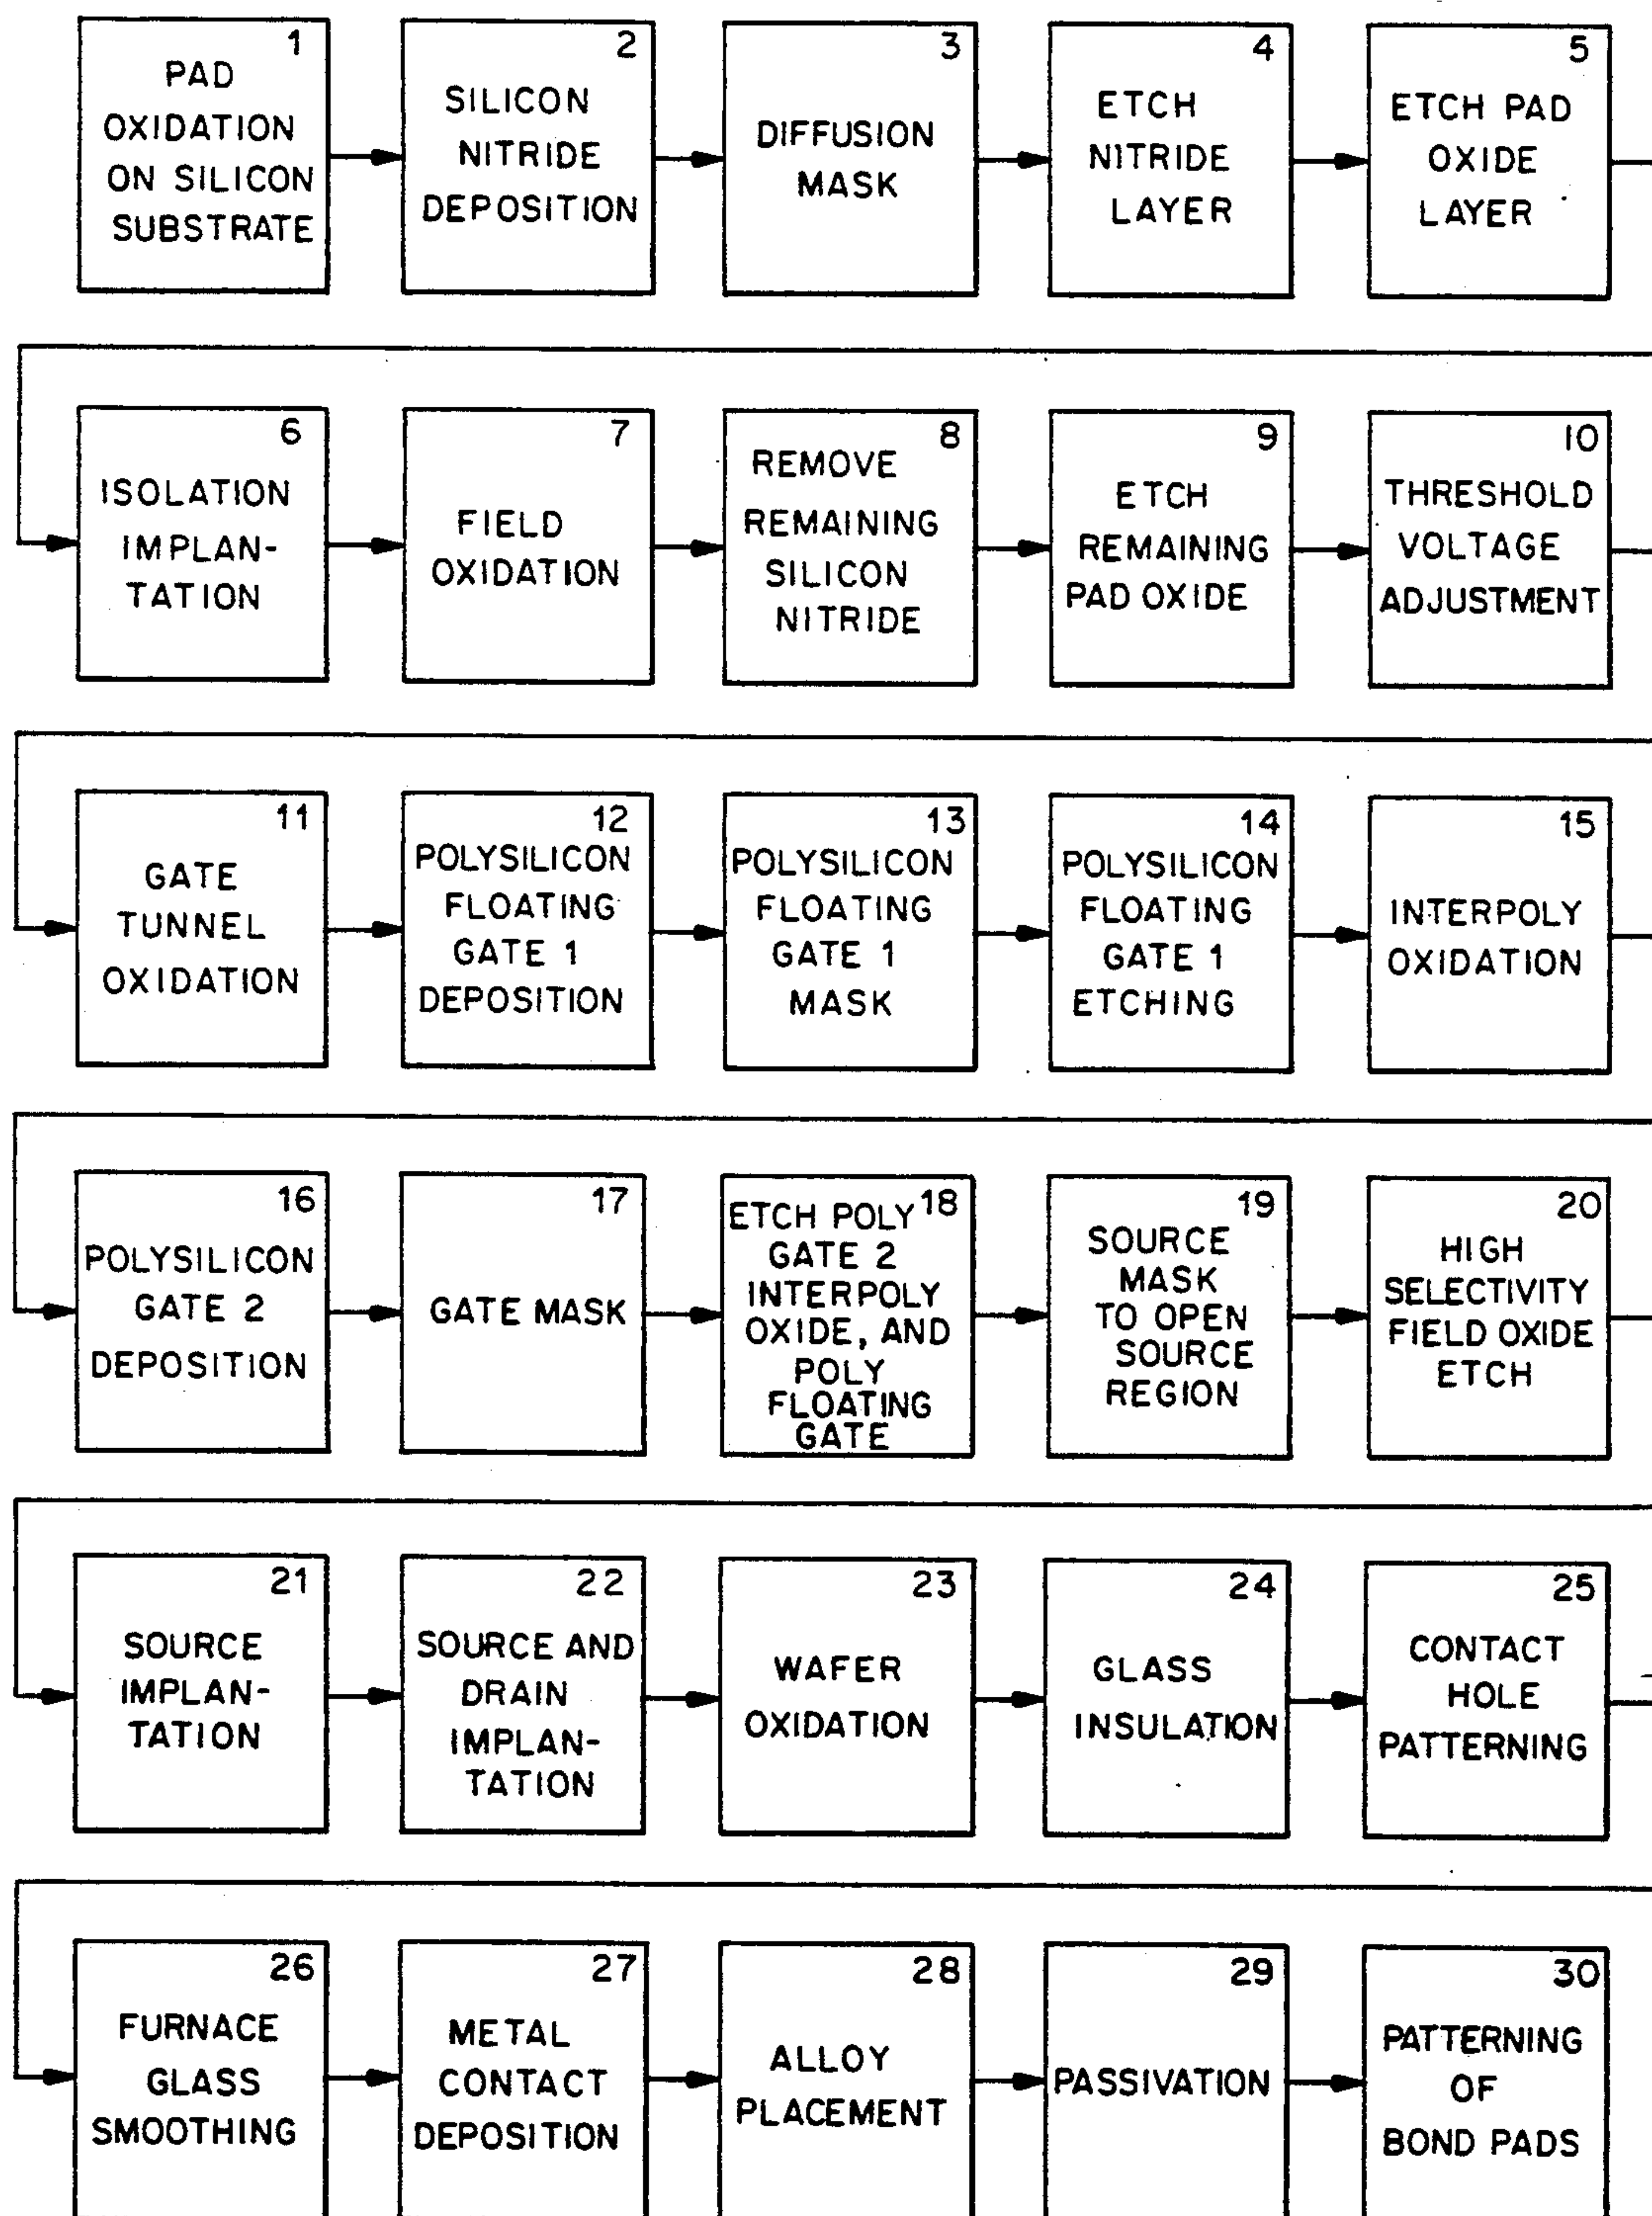 1
PAD
OXIDATION
ON SILICON
SUBSTRATE
2
SILICON
NITRIDE
DEPOSITION
3
DIFFUSION
MASK
4
ETCH
NITRIDE
LAYER
5
ETCH PAD
OXIDE
LAYER
6
ISOLATION
IMPLAN-
TATION
7
FIELD
OXIDATION
8
REMOVE
REMAINING
SILICON
NITRIDE
9
ETCH
REMAINING
PAD OXIDE
10
THRESHOLD
VOLTAGE
ADJUSTMENT
11
GATE
TUNNEL
OXIDATION
12
POLYSILICON
FLOATING
GATE 1
DEPOSITION
13
POLYSILICON
FLOATING
GATE 1
MASK
14
POLYSILICON
FLOATING
GATE 1
ETCHING
15
INTERPOLY
OXIDATION
16
POLYSILICON
GATE 2
DEPOSITION
17
GATE MASK
18
ETCH POLY
GATE 2
INTERPOLY
OXIDE, AND
POLY
FLOATING
GATE
19
SOURCE
MASK
TO OPEN
SOURCE
REGION
20
HIGH
SELECTIVITY
FIELD OXIDE
ETCH
21
SOURCE
IMPLAN-
TATION
22
SOURCE AND
DRAIN
IMPLAN-
TATION
23
WAFER
OXIDATION
24
GLASS
INSULATION
25
CONTACT
HOLE
PATTERNING
26
FURNACE
GLASS
SMOOTHING
27
METAL
CONTACT
DEPOSITION
28
ALLOY
PLACEMENT
29
PASSIVATION
30
PATTERNING
OF
BOND PADS